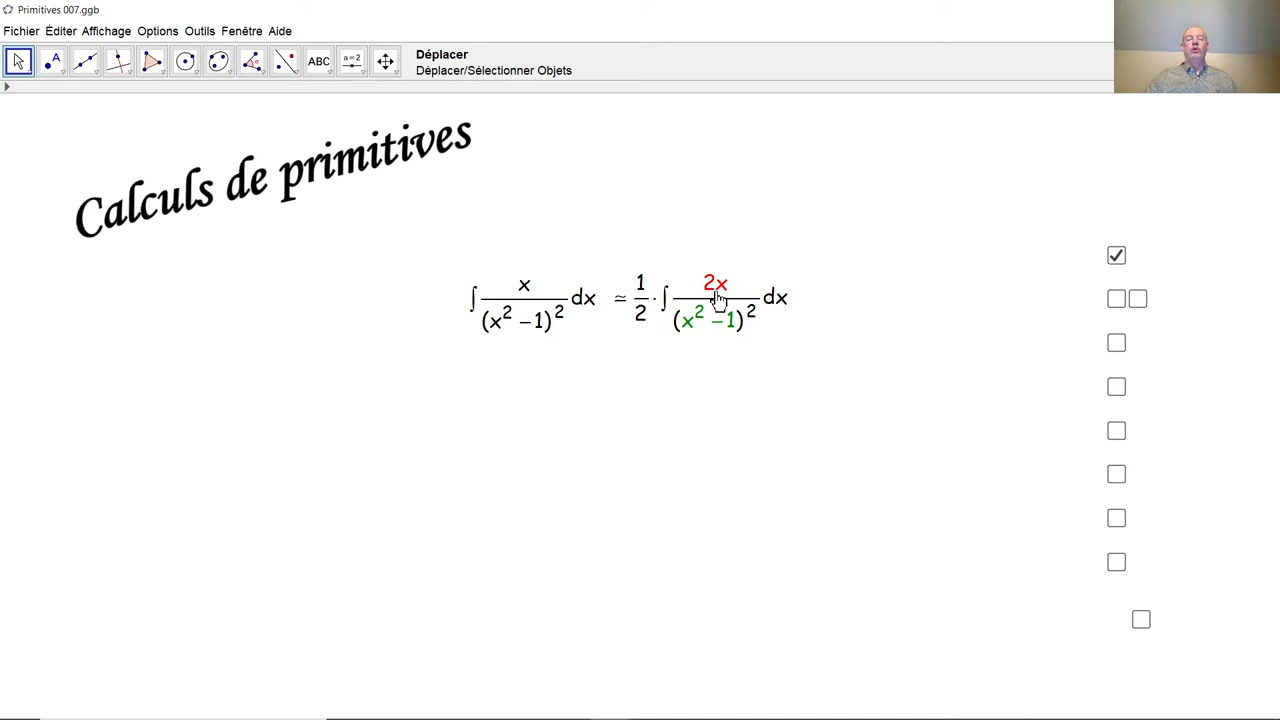 Primitives 007.ggb
Fichier Éditer Affichage Options Outils Fenêtre Aide
A ABC a=2 Déplacer
Déplacer/Sélectionner Objets
Calculs de primitives
∫ x/(x² −1)² dx ≃ 1/2 · ∫ 2x/(x² −1)² dx